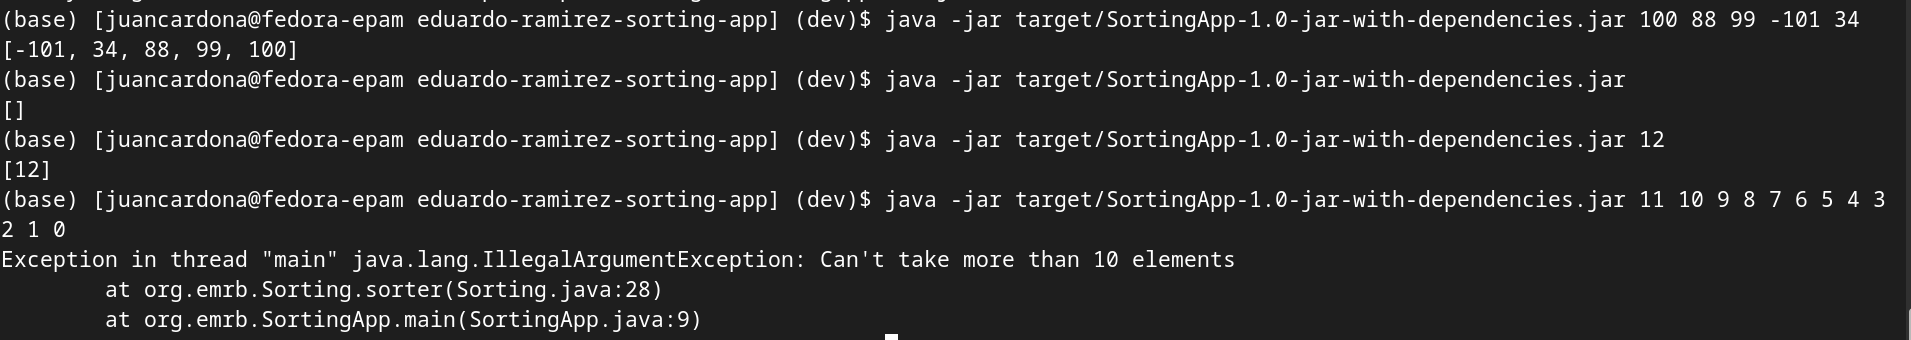 (base) [juancardona@fedora-epam eduardo-ramirez-sorting-app] (dev)$ java -jar target/SortingApp-1.0-jar-with-dependencies.jar 100 88 99 -101 34
[-101, 34, 88, 99, 100]
(base) [juancardona@fedora-epam eduardo-ramirez-sorting-app] (dev)$ java -jar target/SortingApp-1.0-jar-with-dependencies.jar
[]
(base) [juancardona@fedora-epam eduardo-ramirez-sorting-app] (dev)$ java -jar target/SortingApp-1.0-jar-with-dependencies.jar 12
[12]
(base) [juancardona@fedora-epam eduardo-ramirez-sorting-app] (dev)$ java -jar target/SortingApp-1.0-jar-with-dependencies.jar 11 10 9 8 7 6 5 4 3
2 1 0
Exception in thread "main" java.lang.IllegalArgumentException: Can't take more than 10 elements
        at org.emrb.Sorting.sorter(Sorting.java:28)
        at org.emrb.SortingApp.main(SortingApp.java:9)